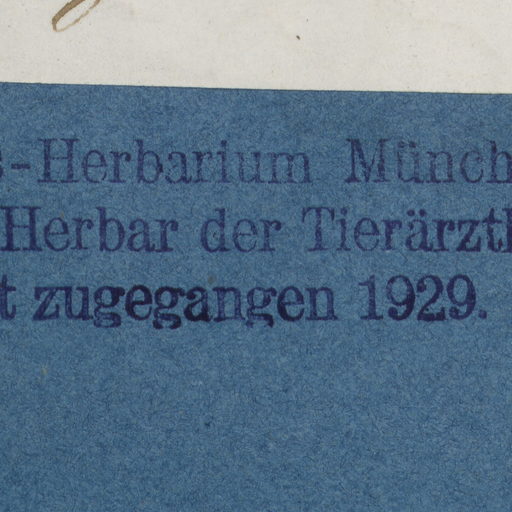 s-Herbarium Münch
Herbar der Tierärztl
t zugegangen 1929.